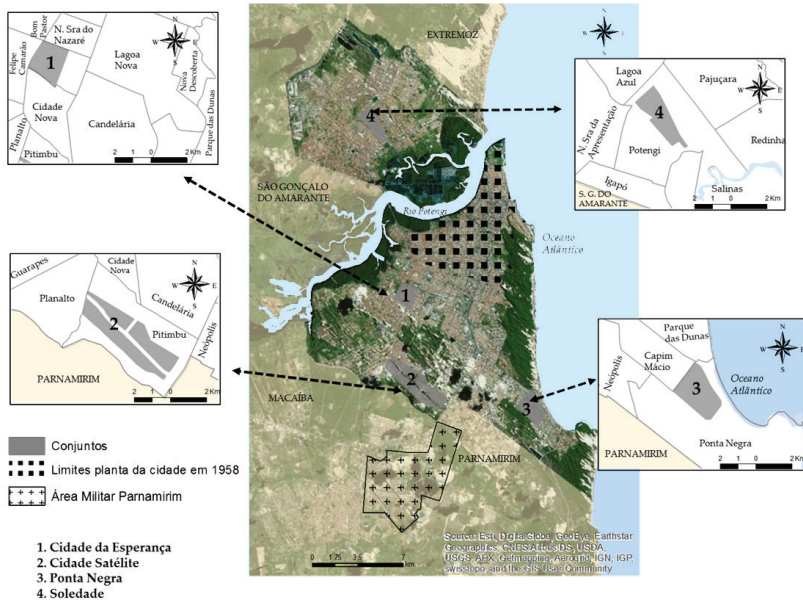 Felipe Camarão
Bom Pastor
N. Sra do
Nazaré
Lagoa
Nova
Nova
Descoberta
Parque das Dunas
N
W
S
1
Cidade
Nova
Candelária
Planalto
Pitimbu
2 1 0 2 Km
EXTREMOZ
N
W E
S
4
SÃO GONÇALO
DO AMARANTE
Rio Potengi
Oceano
Atlântico
1
2
3
MACAÍBA
PARNAMIRIM
0 1.75 3.5 7
Km
Source: Esri, DigitalGlobe, GeoEye, Earthstar
Geographics, CNES/Airbus DS, USDA,
USGS, AEX, Getmapping, Aerogrid, IGN, IGP,
swisstopo, and the GIS User Community
Lagoa
Azul
Pajuçara
N
W E
S
4
N. Sra da
Apresentação
Potengi
Redinha
Igapó
Salinas
S. G. DO
AMARANTE
2 1 0 2 Km
Guarapes
Cidade
Nova
N
W E
S
Planalto
Candelária
2
Pitimbu
Neópolis
PARNAMIRIM
2 1 0 2 Km
Parque
das Dunas
N
W E
S
Neópolis
Capim
Mácio
Oceano
Atlântico
3
Ponta Negra
PARNAMIRIM
2 1 0 2 Km
Conjuntos
Limites planta da cidade em 1958
Área Militar Parnamirim
1. Cidade da Esperança
2. Cidade Satélite
3. Ponta Negra
4. Soledade